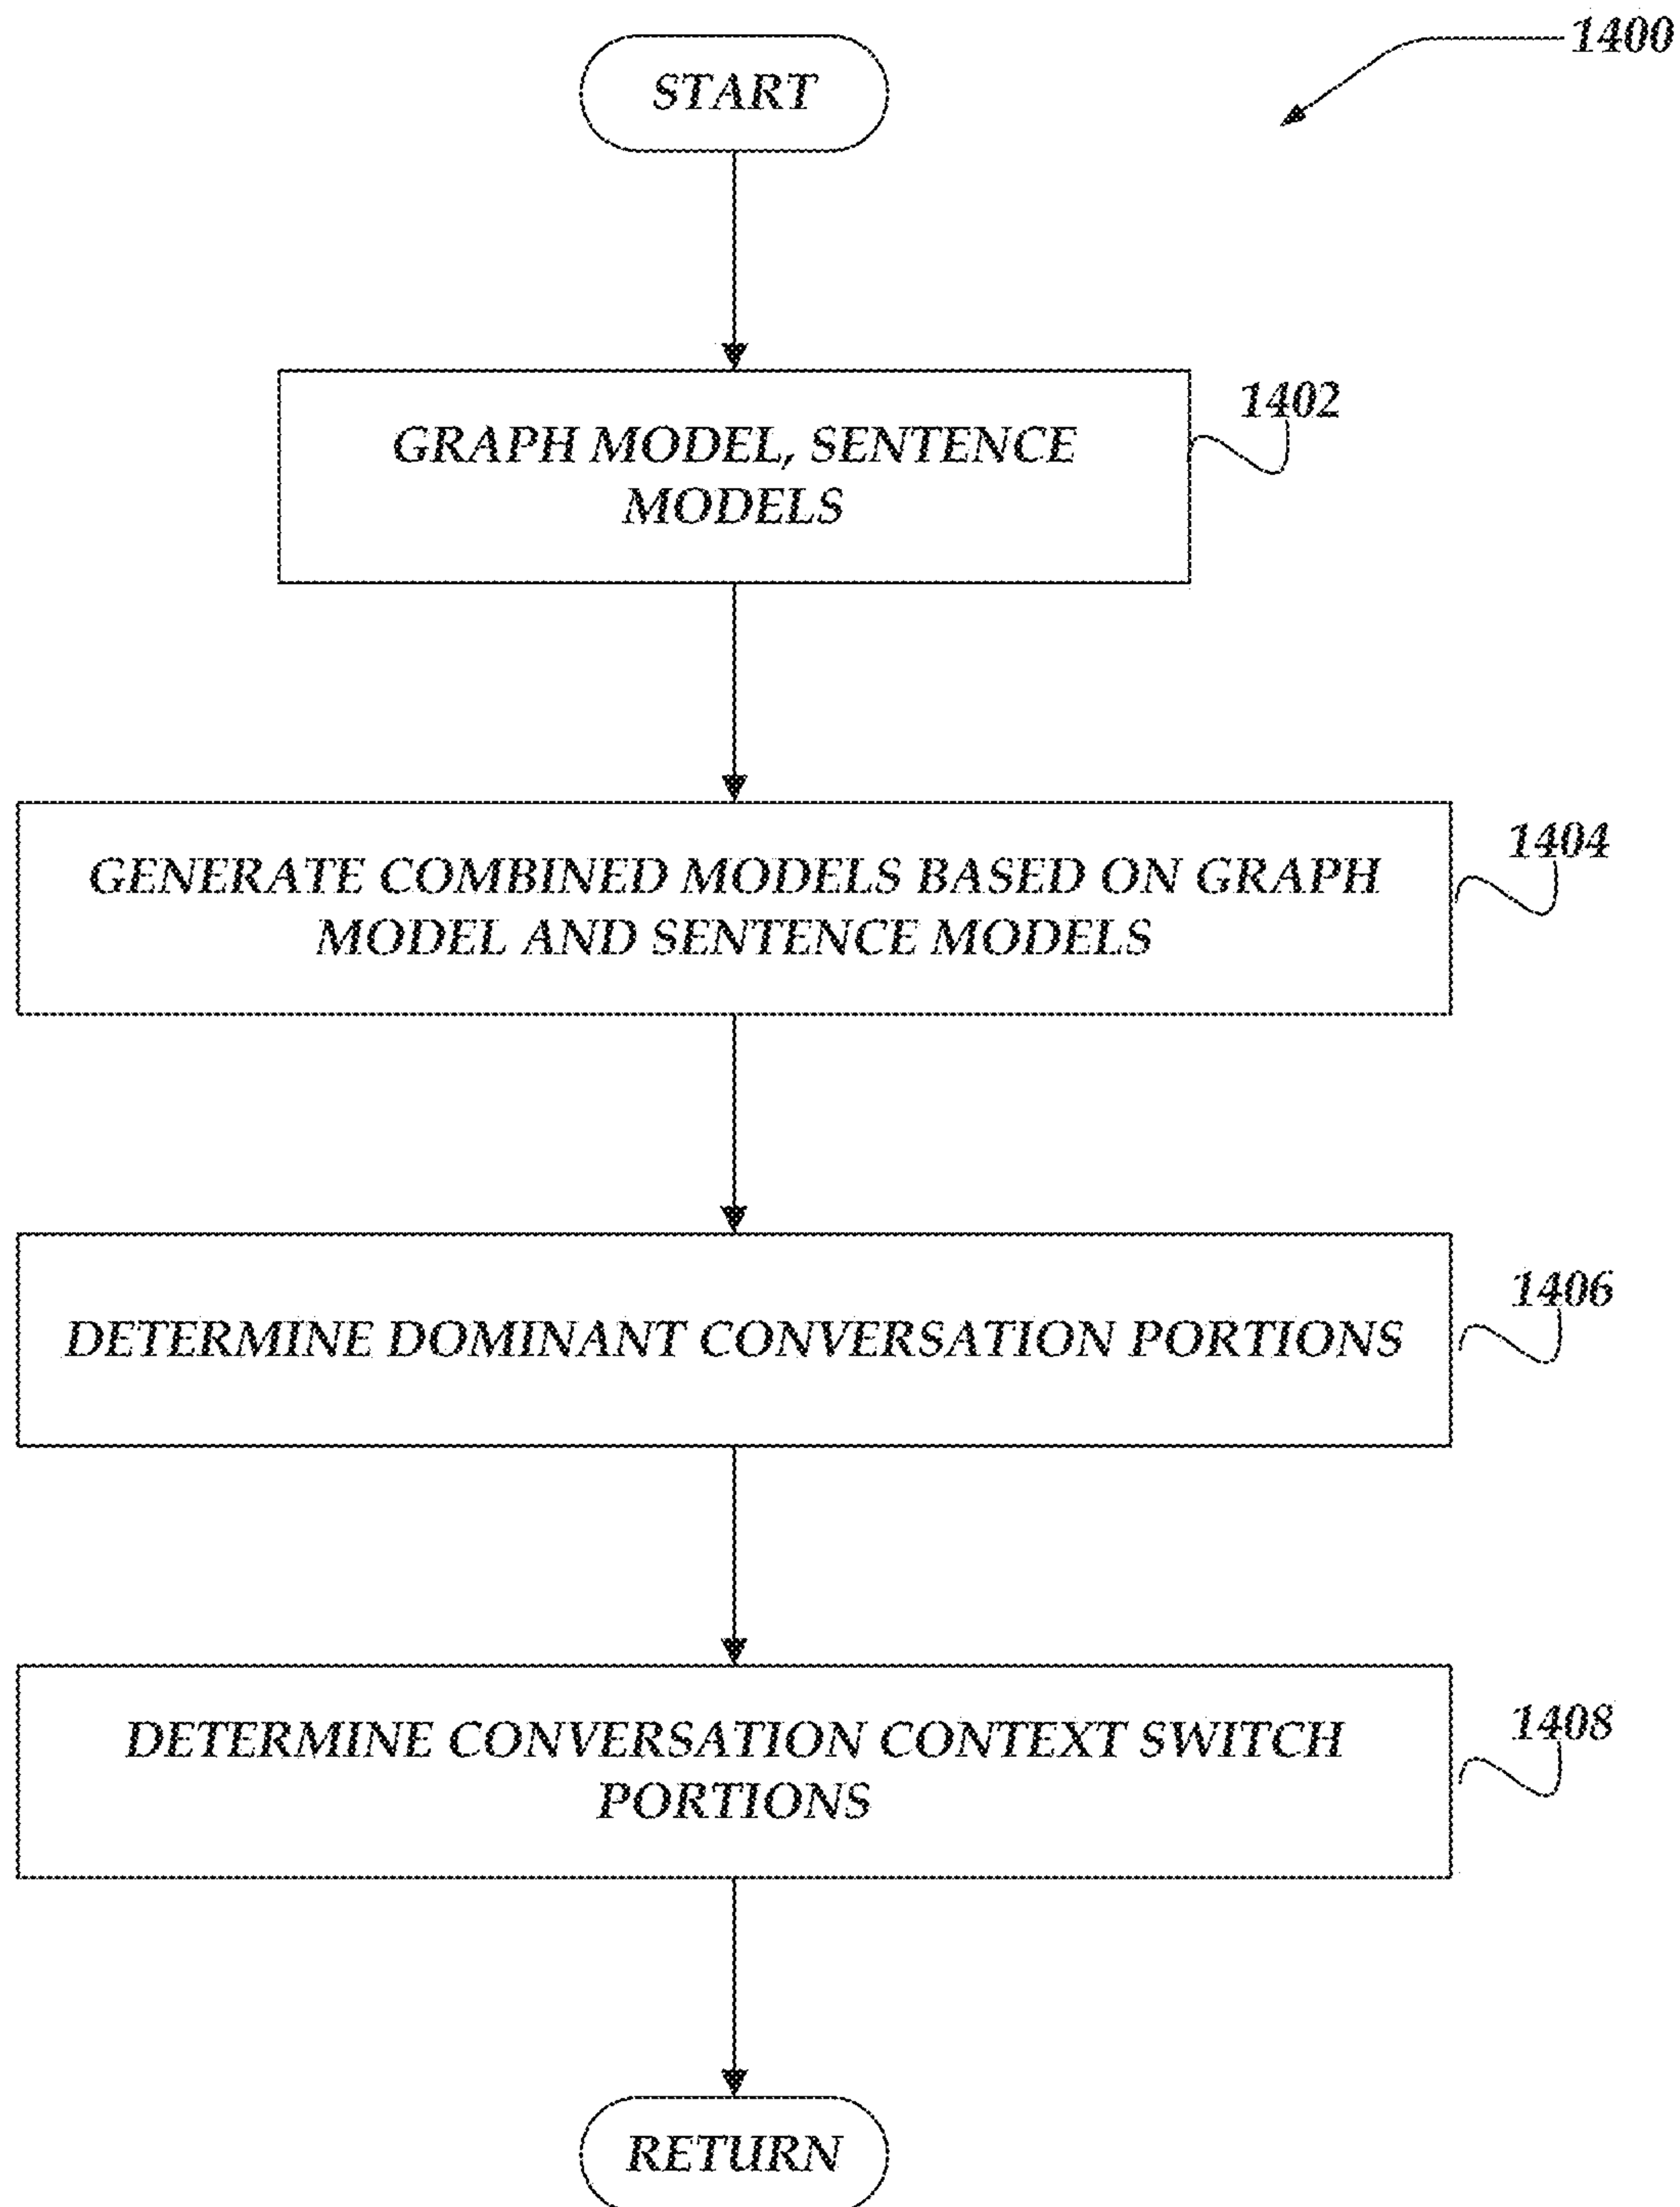 1400
START
1402
GRAPH MODEL, SENTENCE
MODELS
1404
GENERATE COMBINED MODELS BASED ON GRAPH
MODEL AND SENTENCE MODELS
1406
DETERMINE DOMINANT CONVERSATION PORTIONS
1408
DETERMINE CONVERSATION CONTEXT SWITCH
PORTIONS
RETURN